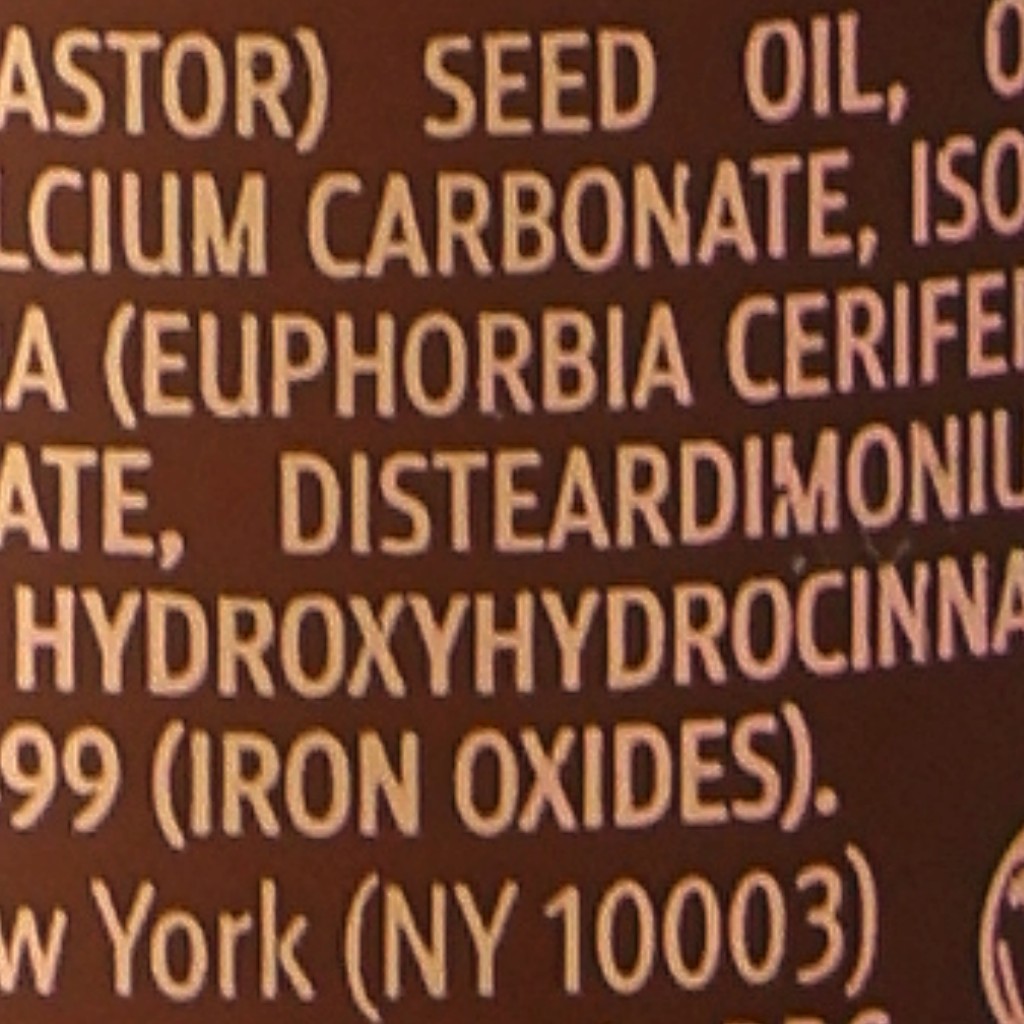 ASTOR) SEED OIL, O
LCIUM CARBONATE, ISO
A (EUPHORBIA CERIFE
ATE, DISTEARDIMONIU
HYDROXYHYDROCINNA
99 (IRON OXIDES).
w York (NY 10003)